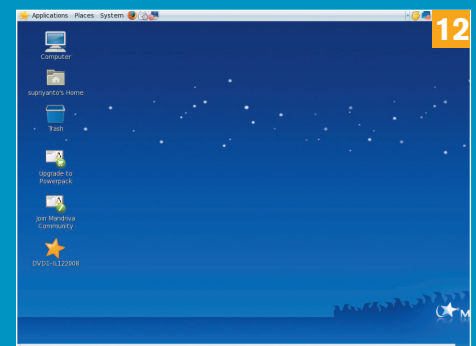 Applications Places System
12
Computer
supriyanto's Home
Trash
Upgrade to
Powerpack
Join Mandriva
Community
DVD1-IL122008
M